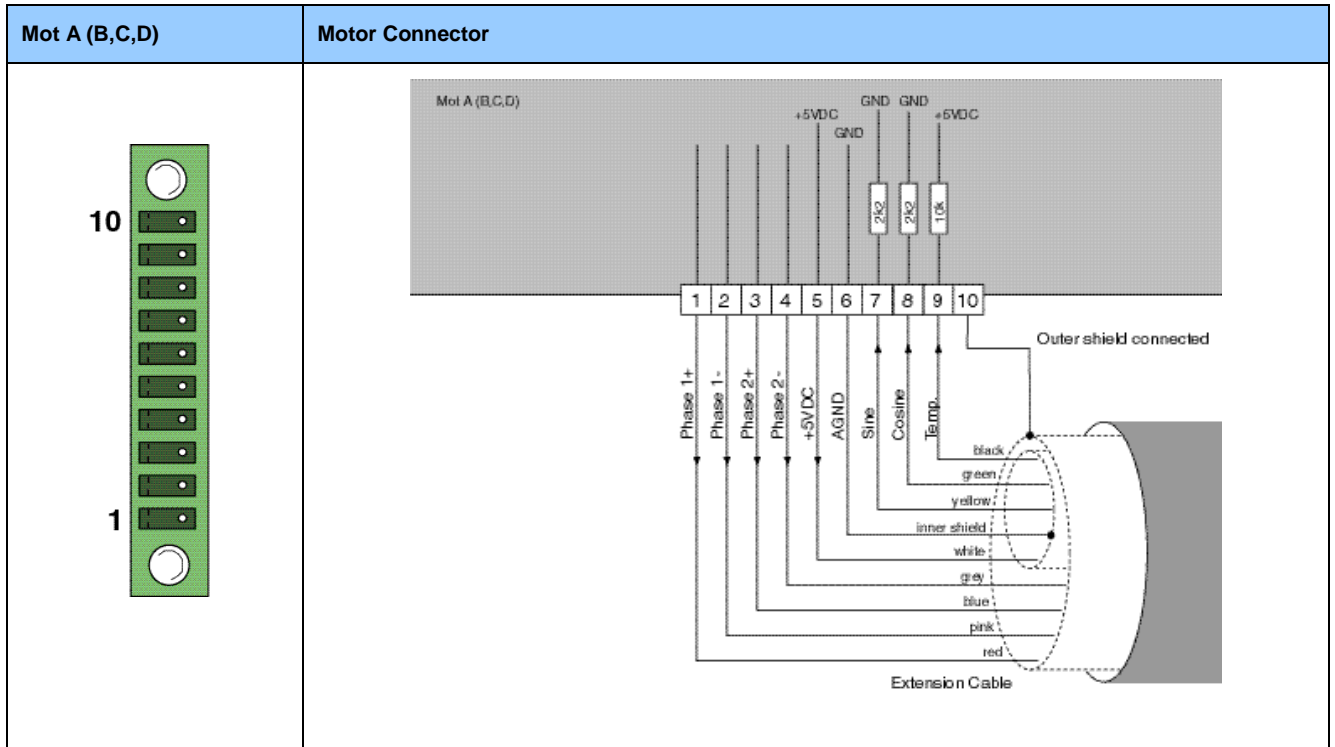 Mot A (B,C,D)
Motor Connector
10
1
Mot A (B,C,D)
+5VDC
GND
GND
GND
+5VDC
2k2
2k2
10k
1 2 3 4 5 6 7 8 9 10
Outer shield connected
Phase 1+
Phase 1-
Phase 2+
Phase 2-
+5VDC
AGND
Sine
Cosine
Temp.
black
green
yellow
inner shield
white
grey
blue
pink
red
Extension Cable